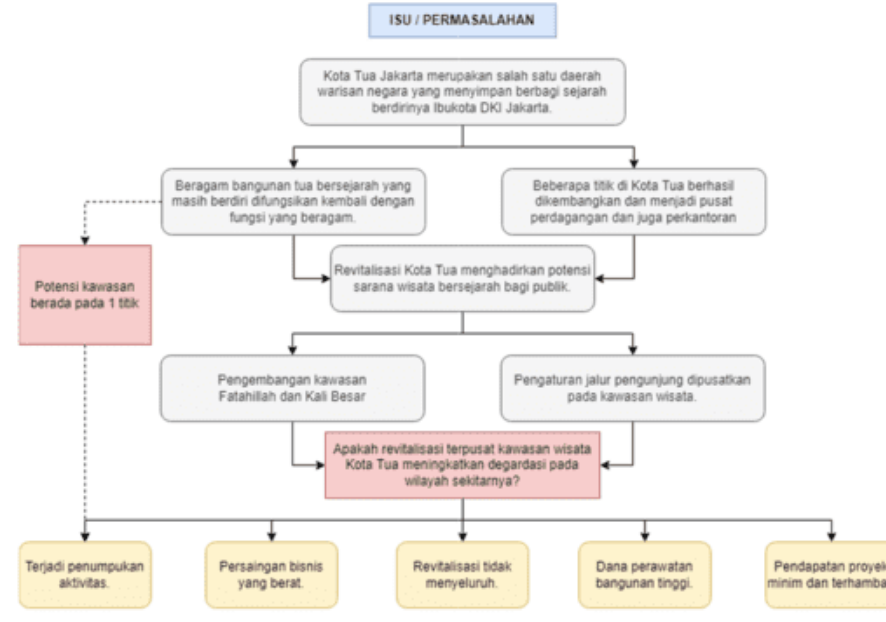 ISU / PERMASALAHAN
Kota Tua Jakarta merupakan salah satu daerah
warisan negara yang menyimpan berbagi sejarah
berdirinya Ibukota DKI Jakarta.
Beragam bangunan tua bersejarah yang
masih berdiri difungsikan kembali dengan
fungsi yang beragam.
Beberapa titik di Kota Tua berhasil
dikembangkan dan menjadi pusat
perdagangan dan juga perkantoran
Potensi kawasan
berada pada 1 titik
Revitalisasi Kota Tua menghadirkan potensi
sarana wisata bersejarah bagi publik.
Pengembangan kawasan
Fatahillah dan Kali Besar
Pengaturan jalur pengunjung dipusatkan
pada kawasan wisata.
Apakah revitalisasi terpusat kawasan wisata
Kota Tua meningkatkan degardasi pada
wilayah sekitarnya?
Terjadi penumpukan
aktivitas.
Persaingan bisnis
yang berat.
Revitalisasi tidak
menyeluruh.
Dana perawatan
bangunan tinggi.
Pendapatan proyek
minim dan terhamba